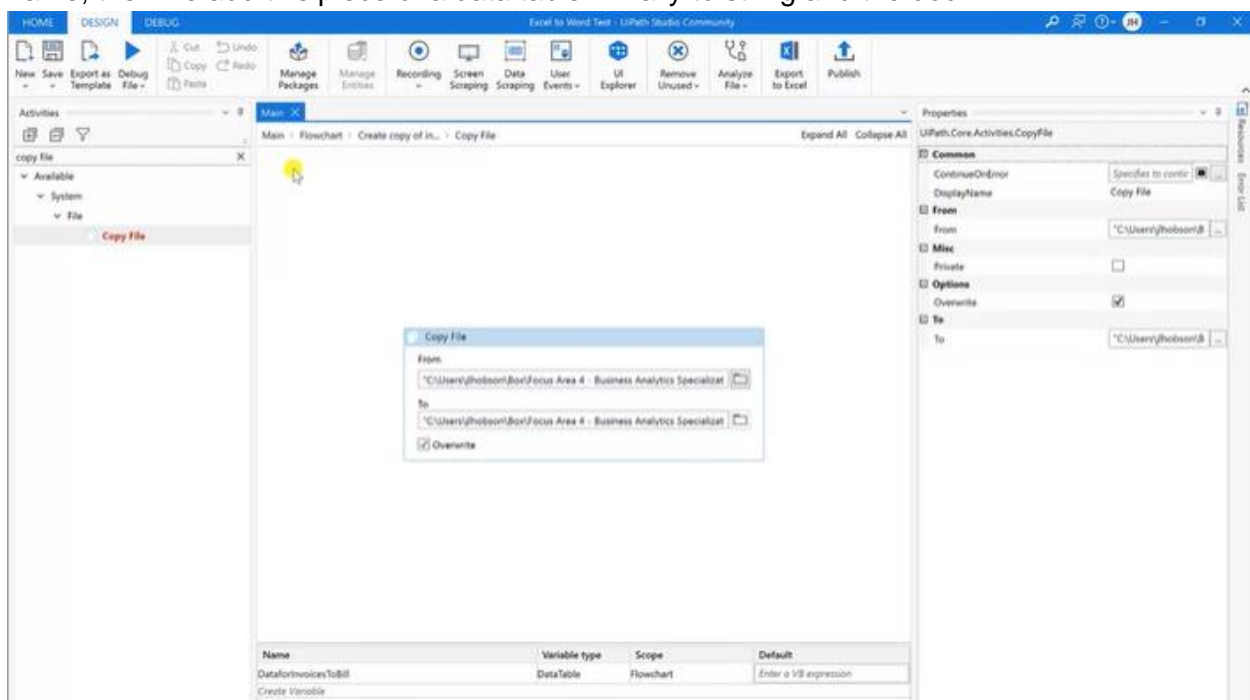 HOME DESIGN DEBUG Excel to Word Test - UiPath Studio Community JH
New Save Export as Template Debug File Cut Copy Paste Undo Redo Manage Packages Manage Entities Recording Screen Scraping Data Scraping User Events UI Explorer Remove Unused Analyze File Export to Excel Publish
Activities
copy file
Available
System
File
Copy File
Main
Main Flowchart Create copy of in... Copy File Expand All Collapse All
Copy File
From
"C:\Users\jlhobson\Box\Focus Area 4 - Business Analytics Specializat
To
"C:\Users\jlhobson\Box\Focus Area 4 - Business Analytics Specializat
Overwrite
Name Variable type Scope Default
DataforInvoicesToBill DataTable Flowchart Enter a VB expression
Create Variable
Properties
UiPath.Core.Activities.CopyFile
Common
ContinueOnError Specifies to contin ...
DisplayName Copy File
From
From "C:\Users\jlhobson\B ...
Misc
Private
Options
Overwrite
To
To "C:\Users\jlhobson\B ...
Resources
Error List